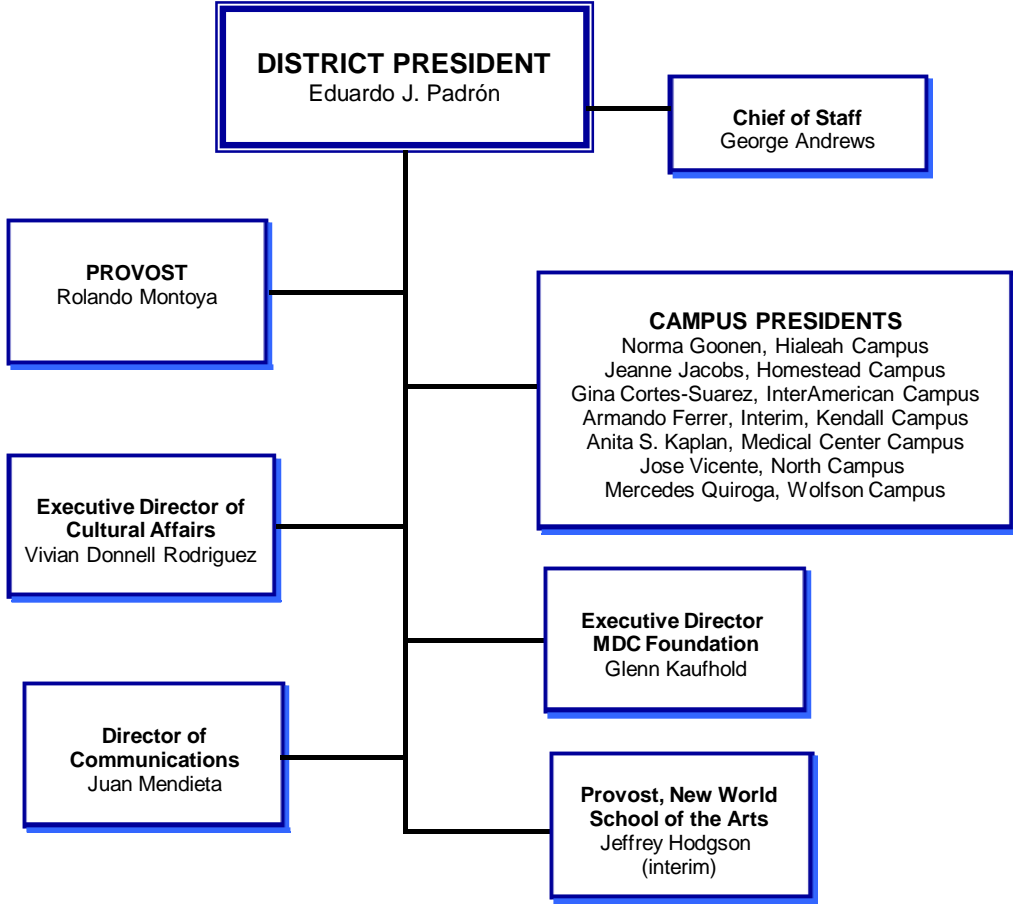 DISTRICT PRESIDENT
Eduardo J. Padrón
Chief of Staff
George Andrews
PROVOST
Rolando Montoya
CAMPUS PRESIDENTS
Norma Goonen, Hialeah Campus
Jeanne Jacobs, Homestead Campus
Gina Cortes-Suarez, InterAmerican Campus
Armando Ferrer, Interim, Kendall Campus
Anita S. Kaplan, Medical Center Campus
Jose Vicente, North Campus
Mercedes Quiroga, Wolfson Campus
Executive Director of
Cultural Affairs
Vivian Donnell Rodriguez
Executive Director
MDC Foundation
Glenn Kaufhold
Director of
Communications
Juan Mendieta
Provost, New World
School of the Arts
Jeffrey Hodgson
(interim)